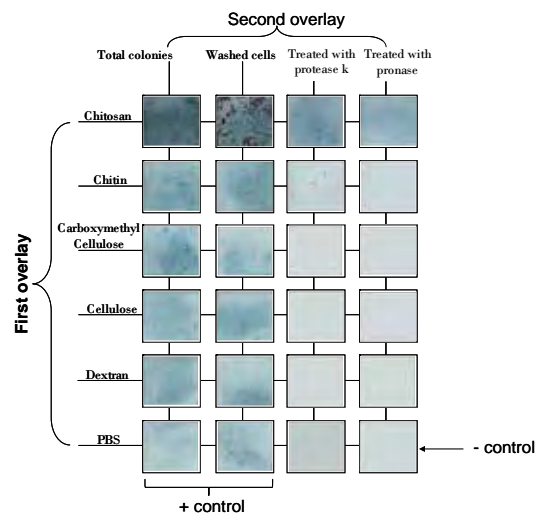 Second overlay
Total colonies
Washed cells
Treated with
protease k
Treated with
pronase
First overlay
Chitosan
Chitin
Carboxymethyl
Cellulose
Cellulose
Dextran
PBS
- control
+ control